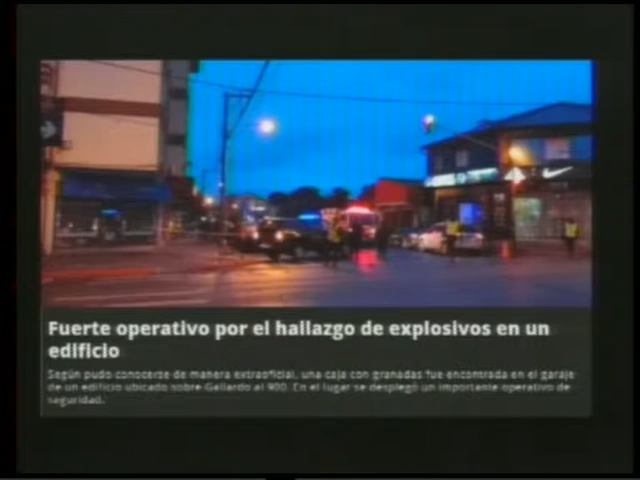 Fuerte operativo por el hallazgo de explosivos en un
edificio
Según pudo conocerse de manera extraoficial, una caja con granadas fue encontrada en el garaje
de un edificio ubicado sobre Gallardo al 900. En el lugar se desplegó un importante operativo de
seguridad.